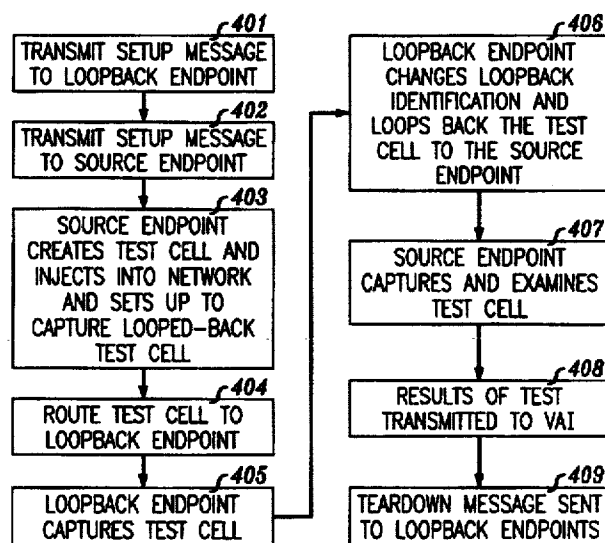 401
TRANSMIT SETUP MESSAGE
TO LOOPBACK ENDPOINT
402
TRANSMIT SETUP MESSAGE
TO SOURCE ENDPOINT
403
SOURCE ENDPOINT
CREATES TEST CELL AND
INJECTS INTO NETWORK
AND SETS UP TO
CAPTURE LOOPED-BACK
TEST CELL
404
ROUTE TEST CELL TO
LOOPBACK ENDPOINT
405
LOOPBACK ENDPOINT
CAPTURES TEST CELL
406
LOOPBACK ENDPOINT
CHANGES LOOPBACK
IDENTIFICATION AND
LOOPS BACK THE TEST
CELL TO THE SOURCE
ENDPOINT
407
SOURCE ENDPOINT
CAPTURES AND EXAMINES
TEST CELL
408
RESULTS OF TEST
TRANSMITTED TO VAI
409
TEARDOWN MESSAGE SENT
TO LOOPBACK ENDPOINTS